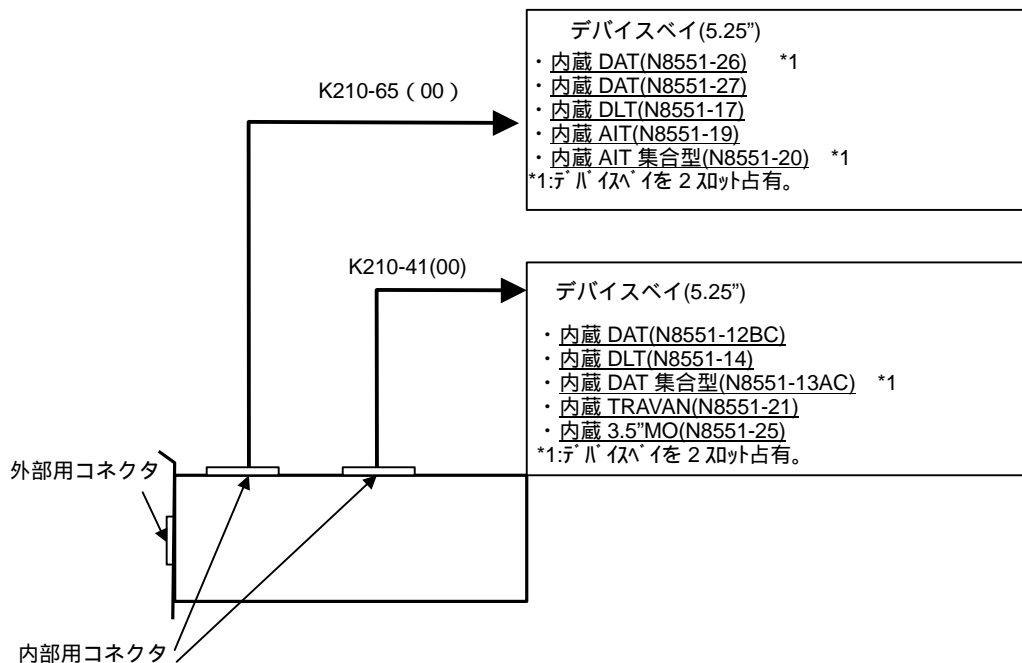 デバイスベイ(5.25”)
・内蔵 DAT(N8551-26) *1
・内蔵 DAT(N8551-27)
・内蔵 DLT(N8551-17)
・内蔵 AIT(N8551-19)
・内蔵 AIT 集合型(N8551-20) *1
*1:ﾃﾞﾊﾞｲｽﾍﾞｲを 2 ｽﾛｯﾄ占有。
K210-65（00）
K210-41(00)
デバイスベイ(5.25”)
・内蔵 DAT(N8551-12BC)
・内蔵 DLT(N8551-14)
・内蔵 DAT 集合型(N8551-13AC) *1
・内蔵 TRAVAN(N8551-21)
・内蔵 3.5”MO(N8551-25)
*1:ﾃﾞﾊﾞｲｽﾍﾞｲを 2 ｽﾛｯﾄ占有。
外部用コネクタ
内部用コネクタ